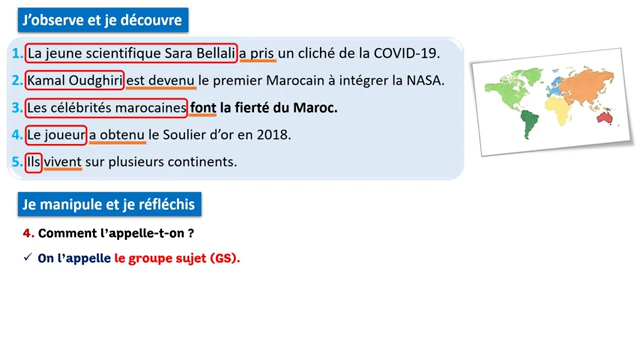 J'observe et je découvre
1. La jeune scientifique Sara Bellali a pris un cliché de la COVID-19.
2. Kamal Oudghiri est devenu le premier Marocain à intégrer la NASA.
3. Les célébrités marocaines font la fierté du Maroc.
4. Le joueur a obtenu le Soulier d'or en 2018.
5. Ils vivent sur plusieurs continents.
Je manipule et je réfléchis
4. Comment l'appelle-t-on ?
✓ On l'appelle le groupe sujet (GS).